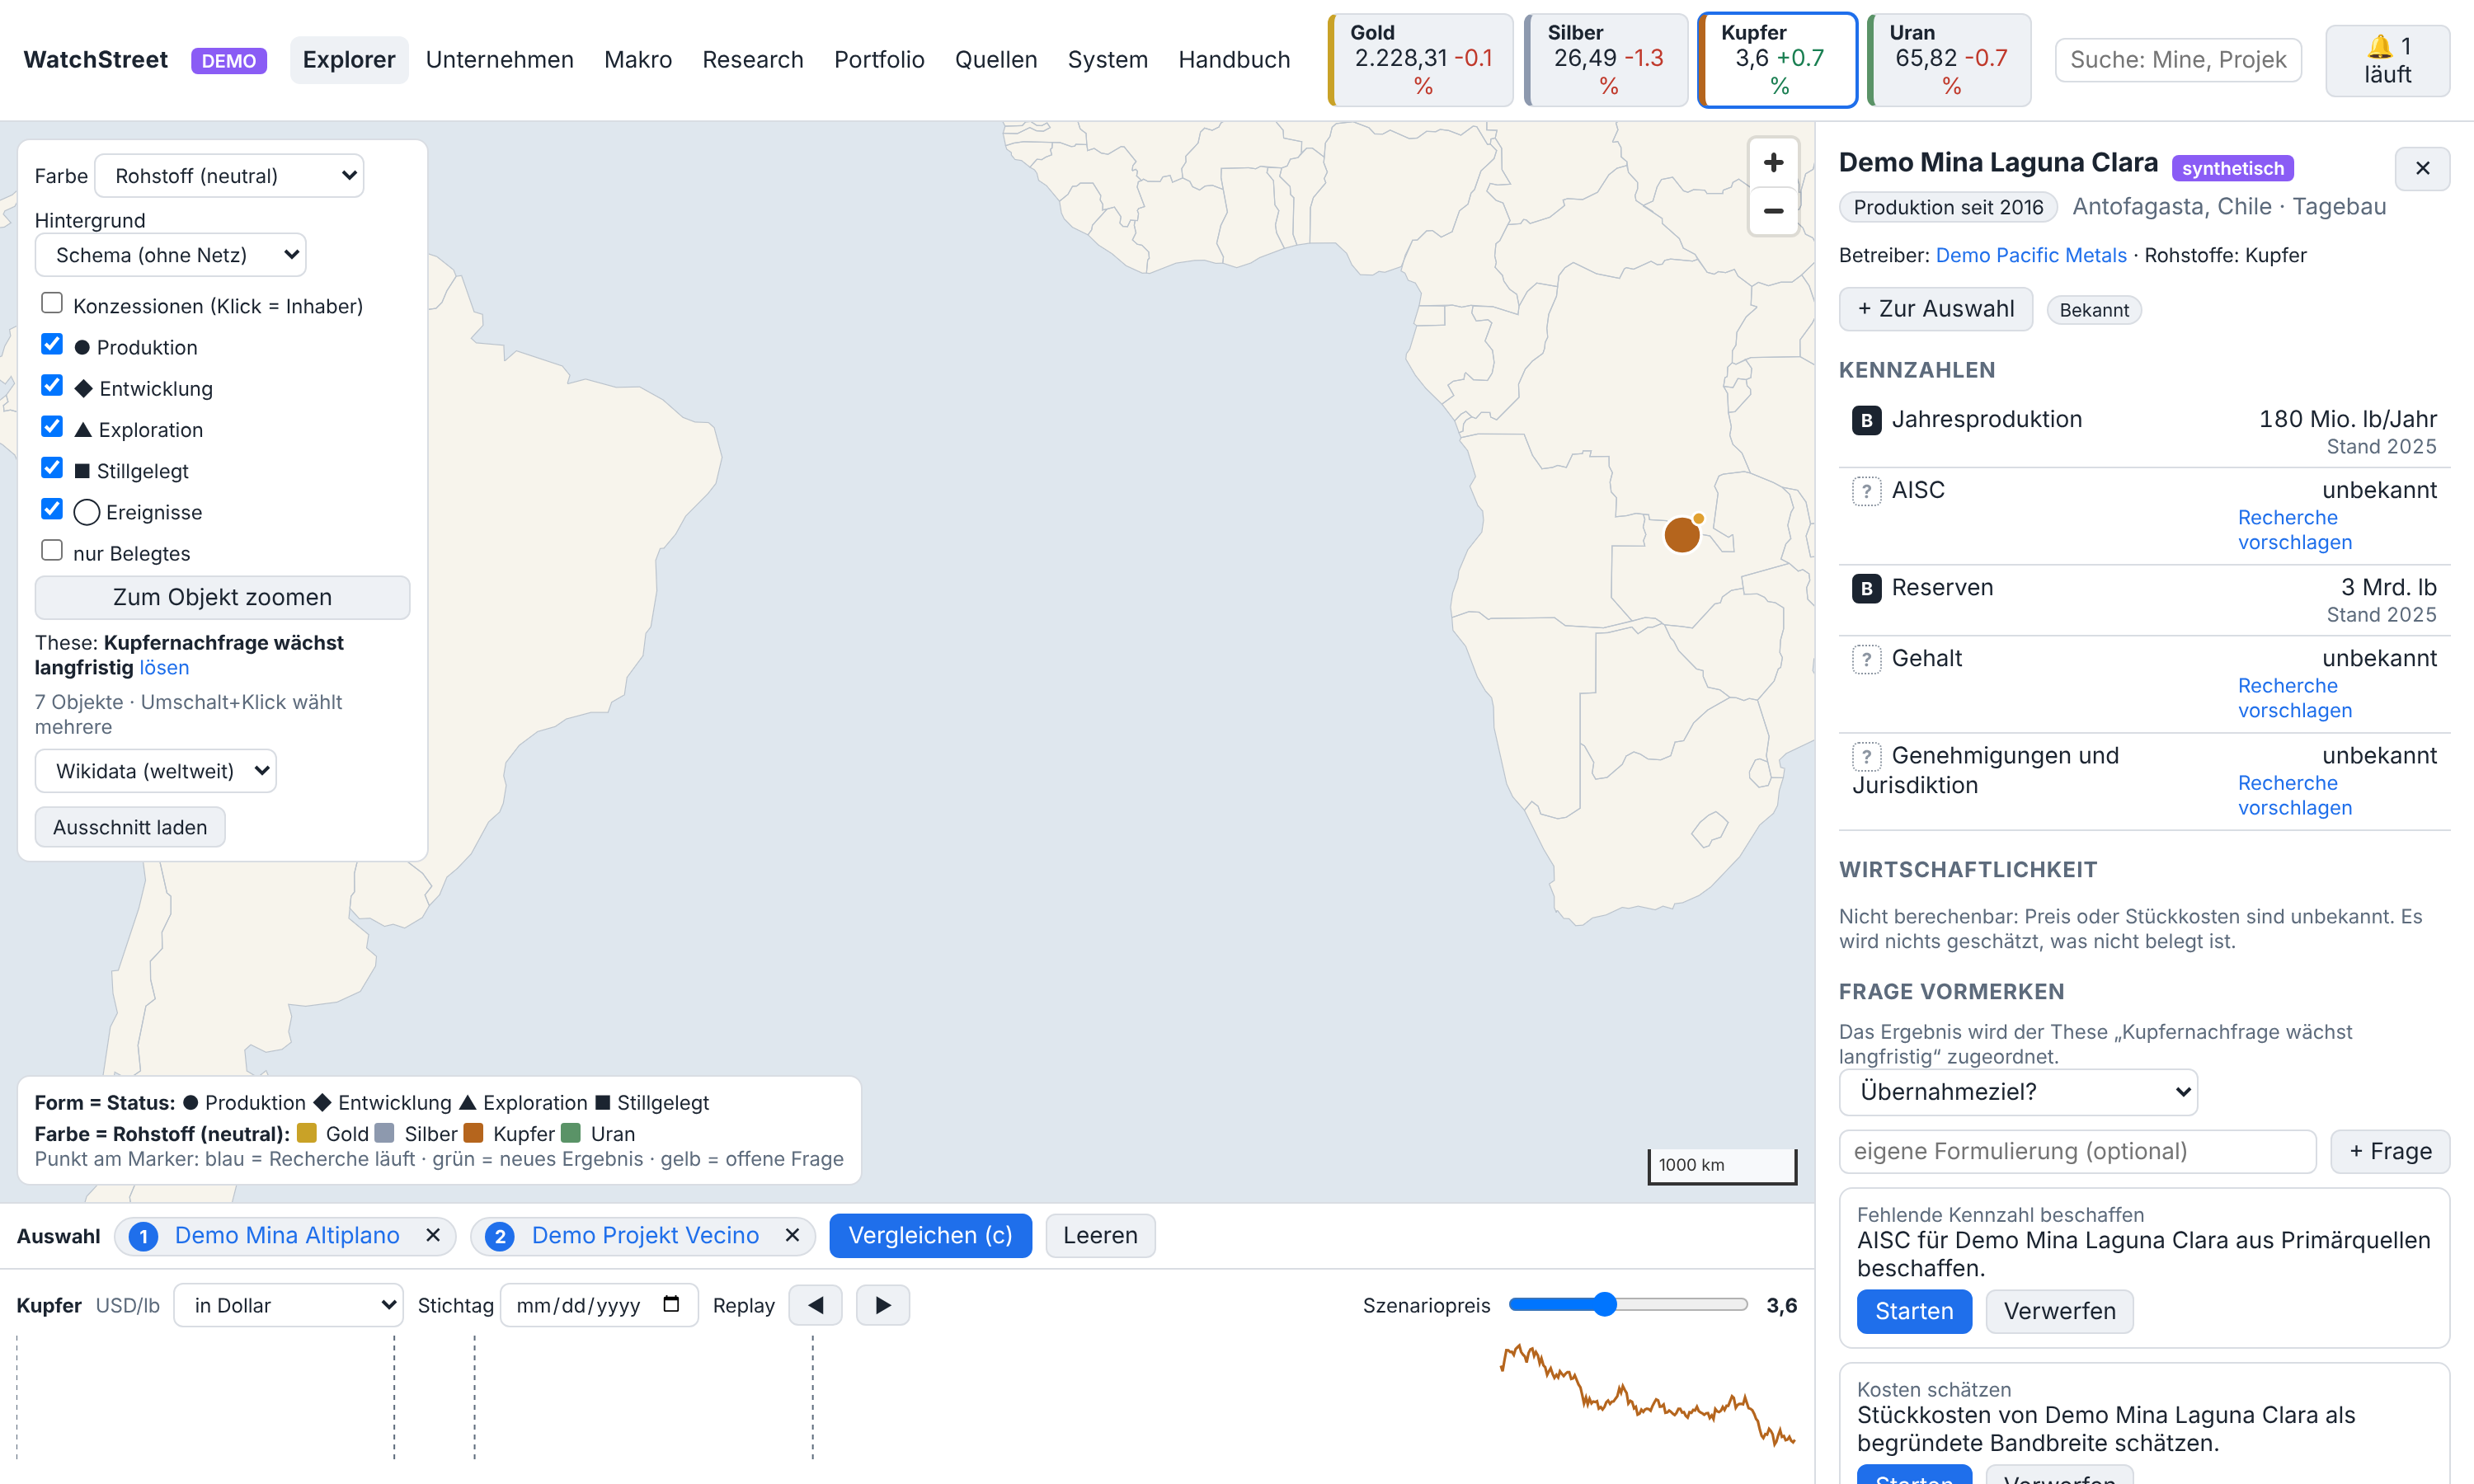 WatchStreet DEMO Explorer Unternehmen Makro Research Portfolio Quellen System Handbuch
Gold
2.228,31 -0.1
%
Silber
26,49 -1.3
%
Kupfer
3,6 +0.7
%
Uran
65,82 -0.7
%
Suche: Mine, Projek
🔔 1
läuft
Farbe Rohstoff (neutral)
Hintergrund
Schema (ohne Netz)
Konzessionen (Klick = Inhaber)
● Produktion
◆ Entwicklung
▲ Exploration
■ Stillgelegt
◯ Ereignisse
nur Belegtes
Zum Objekt zoomen
These: Kupfernachfrage wächst
langfristig lösen
7 Objekte · Umschalt+Klick wählt
mehrere
Wikidata (weltweit)
Ausschnitt laden
+
−
Form = Status: ● Produktion ◆ Entwicklung ▲ Exploration ■ Stillgelegt
Farbe = Rohstoff (neutral): Gold Silber Kupfer Uran
Punkt am Marker: blau = Recherche läuft · grün = neues Ergebnis · gelb = offene Frage
1000 km
Auswahl 1 Demo Mina Altiplano ✕ 2 Demo Projekt Vecino ✕ Vergleichen (c) Leeren
Kupfer USD/lb in Dollar Stichtag mm/dd/yyyy Replay ◀ ▶ Szenariopreis 3,6
Demo Mina Laguna Clara synthetisch ✕
Produktion seit 2016 Antofagasta, Chile · Tagebau
Betreiber: Demo Pacific Metals · Rohstoffe: Kupfer
+ Zur Auswahl Bekannt
KENNZAHLEN
B Jahresproduktion 180 Mio. lb/Jahr
Stand 2025
? AISC unbekannt
Recherche
vorschlagen
B Reserven 3 Mrd. lb
Stand 2025
? Gehalt unbekannt
Recherche
vorschlagen
? Genehmigungen und
Jurisdiktion
unbekannt
Recherche
vorschlagen
WIRTSCHAFTLICHKEIT
Nicht berechenbar: Preis oder Stückkosten sind unbekannt. Es
wird nichts geschätzt, was nicht belegt ist.
FRAGE VORMERKEN
Das Ergebnis wird der These „Kupfernachfrage wächst
langfristig“ zugeordnet.
Übernahmeziel?
eigene Formulierung (optional) + Frage
Fehlende Kennzahl beschaffen
AISC für Demo Mina Laguna Clara aus Primärquellen
beschaffen.
Starten Verwerfen
Kosten schätzen
Stückkosten von Demo Mina Laguna Clara als
begründete Bandbreite schätzen.
Starten Verwerfen